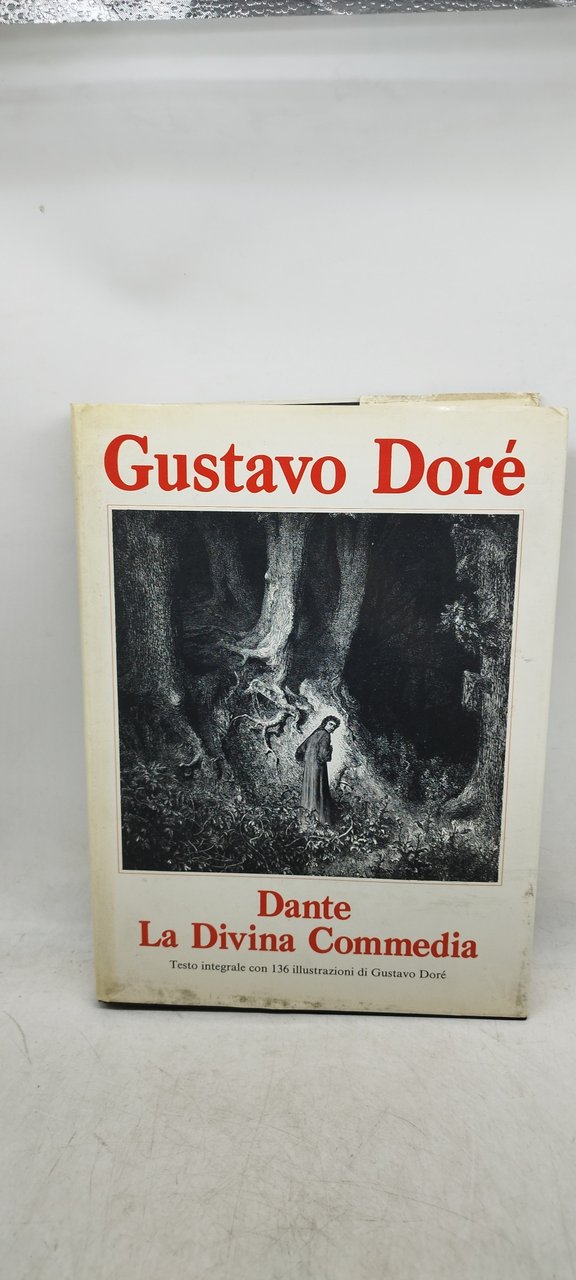 Gustavo Doré
Dante
La Divina Commedia
Testo integrale con 136 illustrazioni di Gustavo Doré